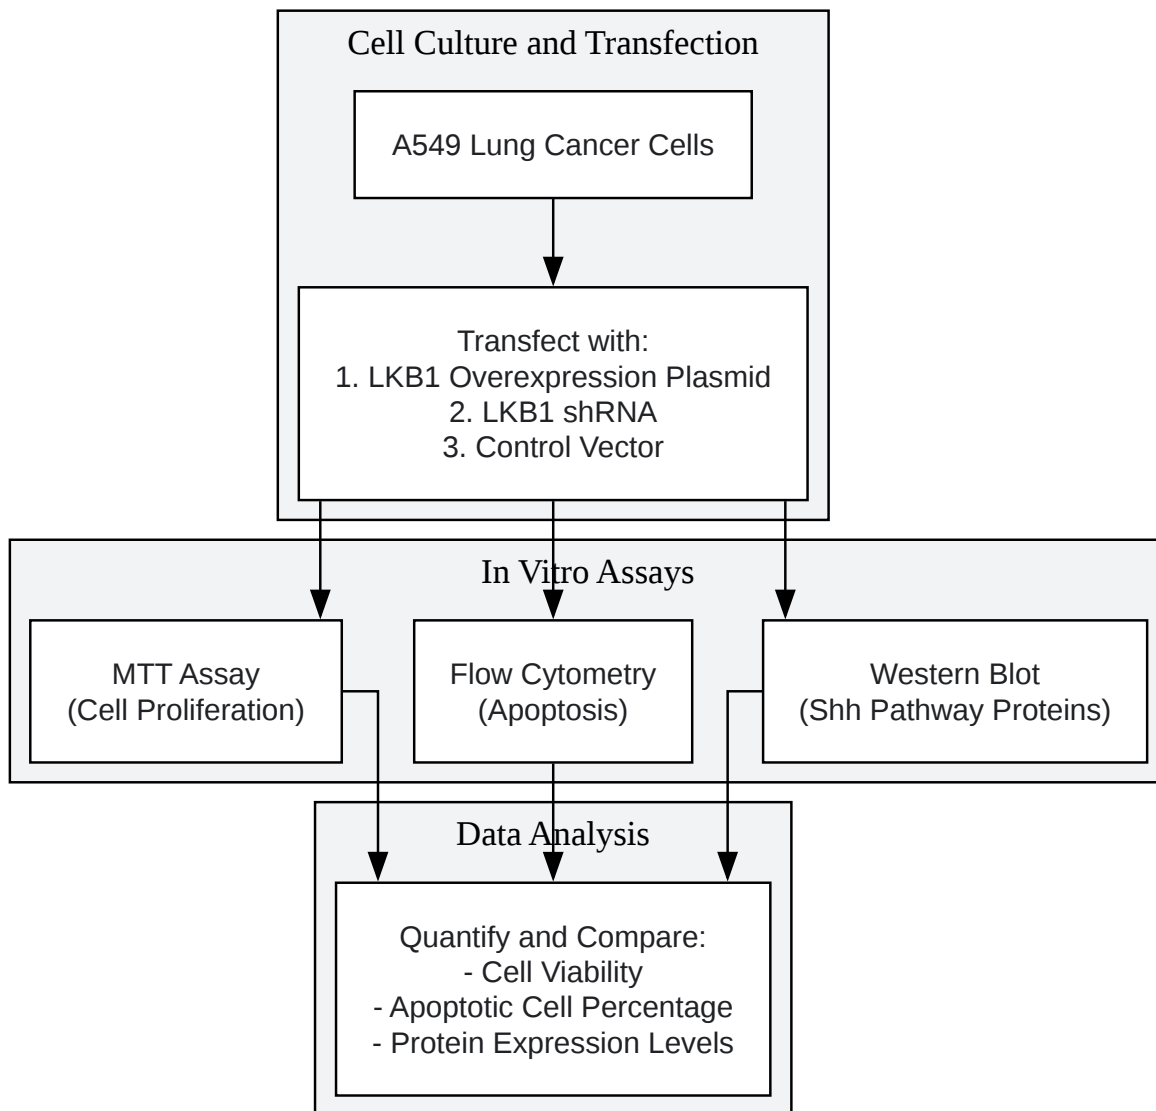 Cell Culture and Transfection
A549 Lung Cancer Cells
Transfect with:
1. LKB1 Overexpression Plasmid
2. LKB1 shRNA
3. Control Vector
In Vitro Assays
MTT Assay
(Cell Proliferation)
Flow Cytometry
(Apoptosis)
Western Blot
(Shh Pathway Proteins)
Data Analysis
Quantify and Compare:
- Cell Viability
- Apoptotic Cell Percentage
- Protein Expression Levels